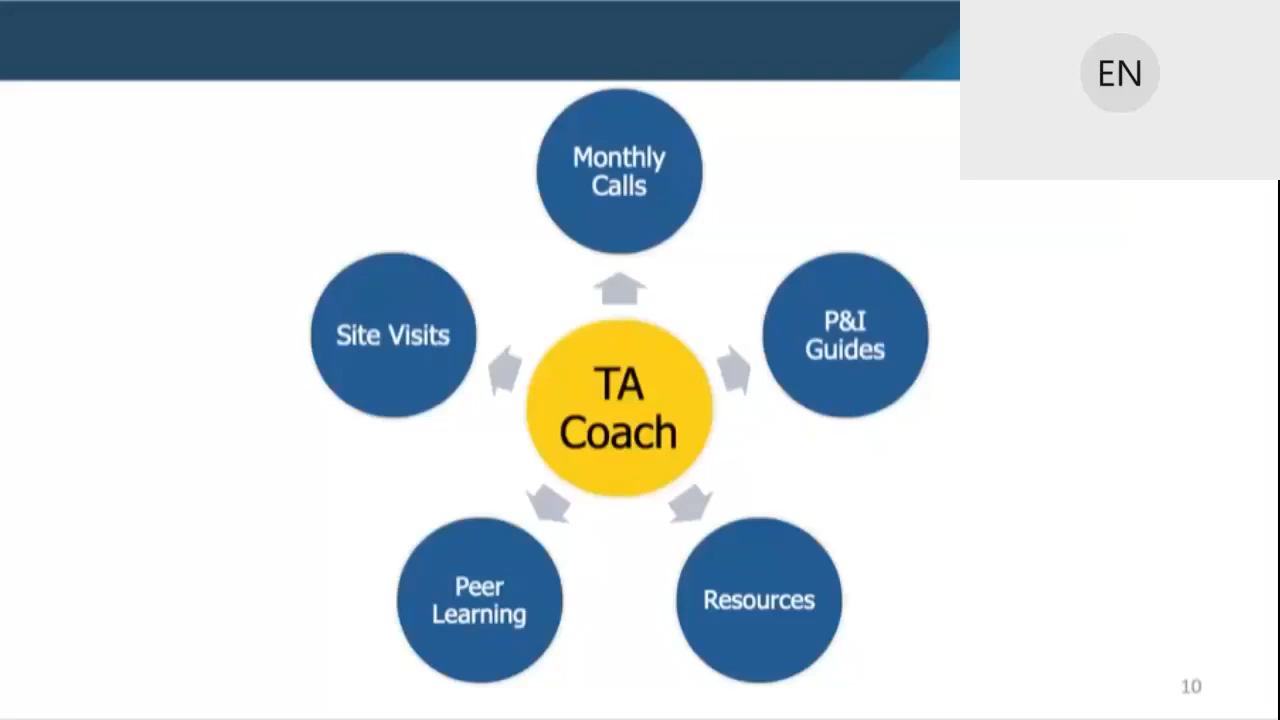 EN
Monthly
Calls
Site Visits
P&I
Guides
TA
Coach
Peer
Learning
Resources
10